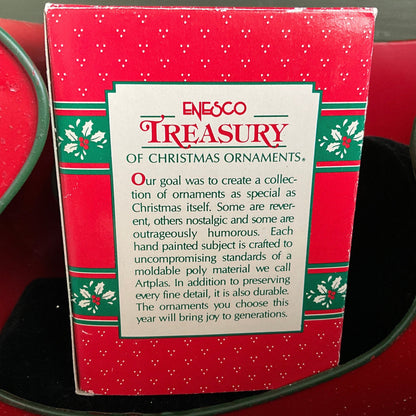 ENESCO
TREASURY
OF CHRISTMAS ORNAMENTS®
Our goal was to create a collec-
tion of ornaments as special as
Christmas itself. Some are rever-
ent, others nostalgic and some are
outrageously humorous. Each
hand painted subject is crafted to
uncompromising standards of a
moldable poly material we call
Artplas. In addition to preserving
every fine detail, it is also durable.
The ornaments you choose this
year will bring joy to generations.